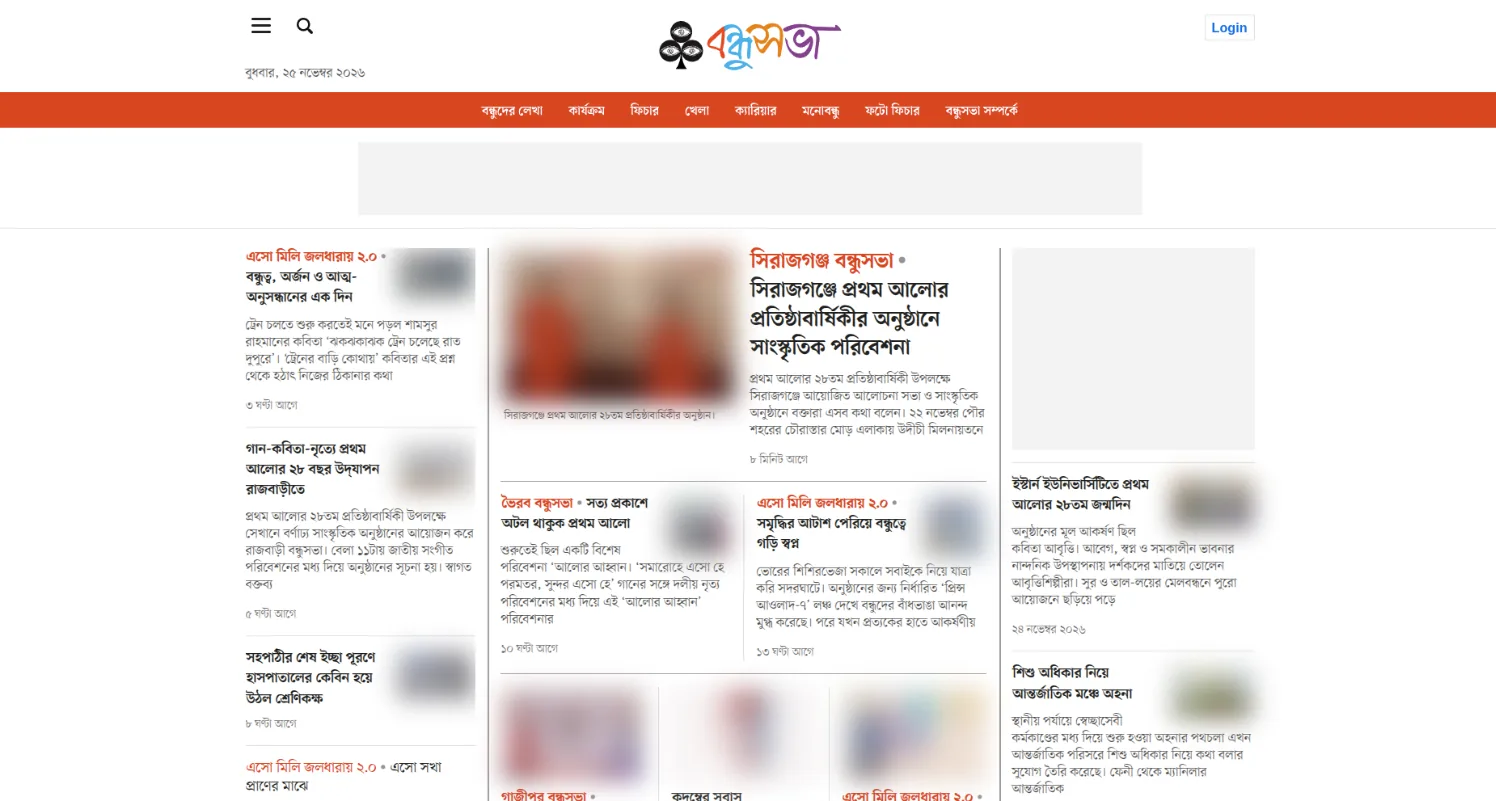 বন্ধুসভা
Login
বুধবার, ২৫ নভেম্বর ২০২৬
বন্ধুদের লেখা কার্যক্রম ফিচার খেলা ক্যারিয়ার মনোবন্ধু ফটো ফিচার বন্ধুসভা সম্পর্কে
এসো মিলি জলধারায় ২.০ •
বন্ধুত্ব, অর্জন ও আত্ম-
অনুসন্ধানের এক দিন
ট্রেন চলতে শুরু করতেই মনে পড়ল শামসুর
রাহমানের কবিতা ‘ঝকঝকাঝক ট্রেন চলেছে রাত
দুপুরে’। ‘ট্রেনের বাড়ি কোথায়’ কবিতার এই প্রশ্ন
থেকে হঠাৎ নিজের ঠিকানার কথা
৩ ঘণ্টা আগে
গান-কবিতা-নৃত্যে প্রথম
আলোর ২৮ বছর উদ্‌যাপন
রাজবাড়ীতে
প্রথম আলোর ২৮তম প্রতিষ্ঠাবার্ষিকী উপলক্ষে
সেখানে বর্ণাঢ্য সাংস্কৃতিক অনুষ্ঠানের আয়োজন করে
রাজবাড়ী বন্ধুসভা। বেলা ১১টায় জাতীয় সংগীত
পরিবেশনের মধ্য দিয়ে অনুষ্ঠানের সূচনা হয়। স্বাগত
বক্তব্য
৫ ঘণ্টা আগে
সহপাঠীর শেষ ইচ্ছা পূরণে
হাসপাতালের কেবিন হয়ে
উঠল শ্রেণিকক্ষ
৮ ঘণ্টা আগে
এসো মিলি জলধারায় ২.০ • এসো সখা
প্রাণের মাঝে
সিরাজগঞ্জে প্রথম আলোর ২৮তম প্রতিষ্ঠাবার্ষিকীর অনুষ্ঠান।
সিরাজগঞ্জ বন্ধুসভা •
সিরাজগঞ্জে প্রথম আলোর
প্রতিষ্ঠাবার্ষিকীর অনুষ্ঠানে
সাংস্কৃতিক পরিবেশনা
প্রথম আলোর ২৮তম প্রতিষ্ঠাবার্ষিকী উপলক্ষে
সিরাজগঞ্জে আয়োজিত আলোচনা সভা ও সাংস্কৃতিক
অনুষ্ঠানে বক্তারা এসব কথা বলেন। ২২ নভেম্বর পৌর
শহরের চৌরাস্তার মোড় এলাকায় উদীচী মিলনায়তনে
৮ মিনিট আগে
ভৈরব বন্ধুসভা • সত্য প্রকাশে
অটল থাকুক প্রথম আলো
শুরুতেই ছিল একটি বিশেষ
পরিবেশনা ‘আলোর আহ্বান। ‘সমারোহে এসো হে
পরমতর, সুন্দর এসো হে’ গানের সঙ্গে দলীয় নৃত্য
পরিবেশনের মধ্য দিয়ে এই ‘আলোর আহ্বান’
পরিবেশনার
১০ ঘণ্টা আগে
এসো মিলি জলধারায় ২.০ •
সমৃদ্ধির আটাশ পেরিয়ে বন্ধুত্বে
গড়ি স্বপ্ন
ভোরের শিশিরভেজা সকালে সবাইকে নিয়ে যাত্রা
করি সদরঘাটে। অনুষ্ঠানের জন্য নির্ধারিত ‘প্রিন্স
আওলাদ-৭’ লঞ্চ দেখে বন্ধুদের বাঁধভাঙা আনন্দ
মুগ্ধ করেছে। পরে যখন প্রত্যকের হাতে আকর্ষণীয়
১৩ ঘণ্টা আগে
গাজীপুর বন্ধুসভা •
কদম্বের সুবাস
এসো মিলি জলধারায় ২.০ •
ইস্টার্ন ইউনিভার্সিটিতে প্রথম
আলোর ২৮তম জন্মদিন
অনুষ্ঠানের মূল আকর্ষণ ছিল
কবিতা আবৃত্তি। আবেগ, স্বপ্ন ও সমকালীন ভাবনার
নান্দনিক উপস্থাপনায় দর্শকদের মাতিয়ে তোলেন
আবৃত্তিশিল্পীরা। সুর ও তাল-লয়ের মেলবন্ধনে পুরো
আয়োজনে ছড়িয়ে পড়ে
২৪ নভেম্বর ২০২৬
শিশু অধিকার নিয়ে
আন্তর্জাতিক মঞ্চে অহনা
স্থানীয় পর্যায়ে স্বেচ্ছাসেবী
কর্মকাণ্ডের মধ্য দিয়ে শুরু হওয়া অহনার পথচলা এখন
আন্তর্জাতিক পরিসরে শিশু অধিকার নিয়ে কথা বলার
সুযোগ তৈরি করেছে। ফেনী থেকে ম্যানিলার
আন্তর্জাতিক